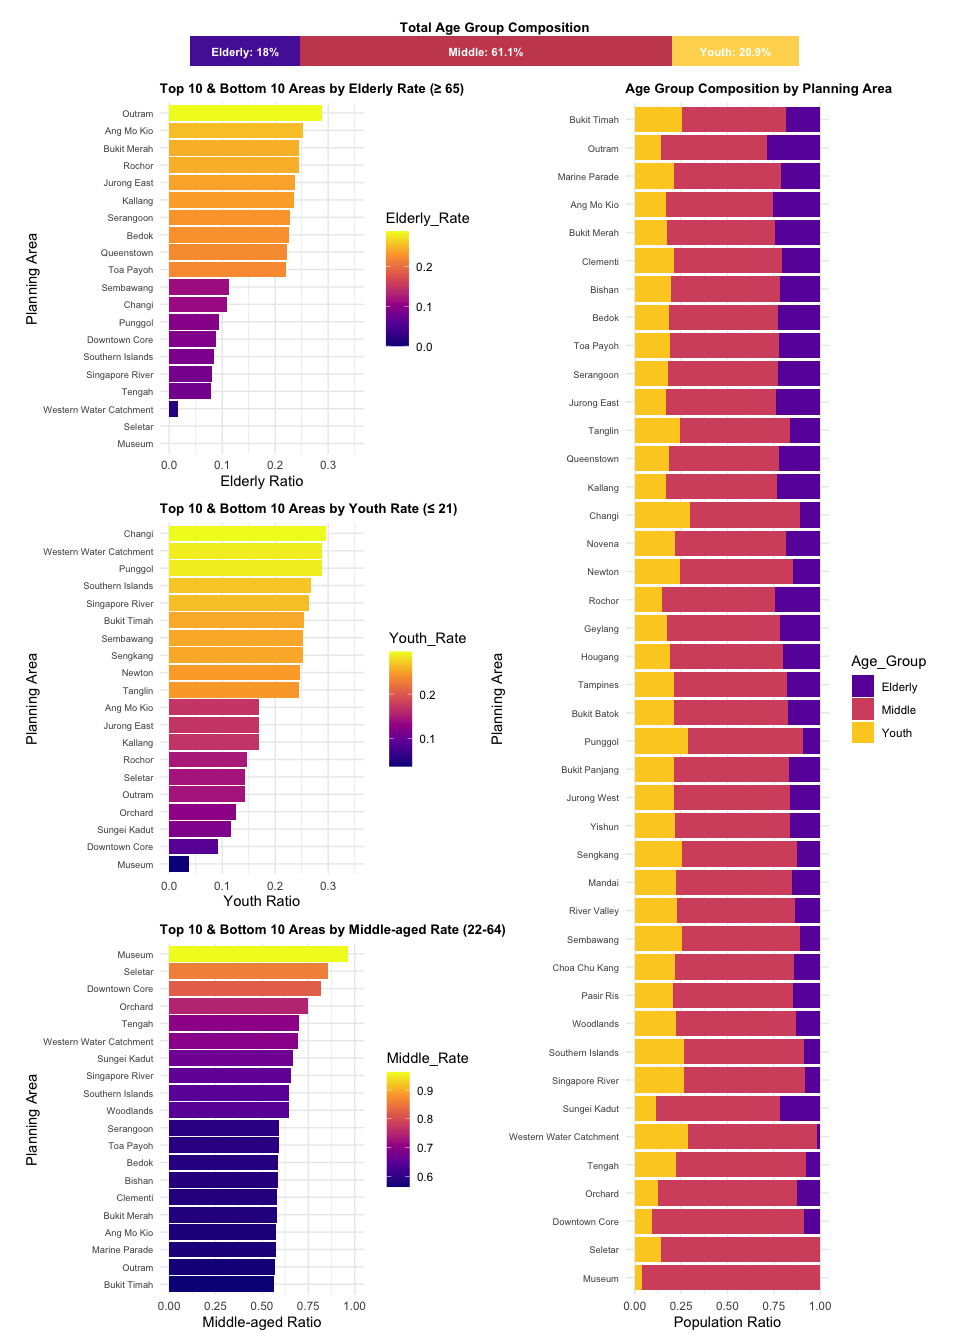 Total Age Group Composition
Elderly: 18%
Middle: 61.1%
Youth: 20.9%
Top 10 & Bottom 10 Areas by Elderly Rate (≥ 65)
Planning Area
Outram
Ang Mo Kio
Bukit Merah
Rochor
Jurong East
Kallang
Serangoon
Bedok
Queenstown
Toa Payoh
Sembawang
Changi
Punggol
Downtown Core
Southern Islands
Singapore River
Tengah
Western Water Catchment
Seletar
Museum
0.0
0.1
0.2
0.3
Elderly Ratio
Elderly_Rate
0.2
0.1
0.0
Top 10 & Bottom 10 Areas by Youth Rate (≤ 21)
Planning Area
Changi
Western Water Catchment
Punggol
Southern Islands
Singapore River
Bukit Timah
Sembawang
Sengkang
Newton
Tanglin
Ang Mo Kio
Jurong East
Kallang
Rochor
Seletar
Outram
Orchard
Sungei Kadut
Downtown Core
Museum
0.0
0.1
0.2
0.3
Youth Ratio
Youth_Rate
0.2
0.1
Top 10 & Bottom 10 Areas by Middle-aged Rate (22-64)
Planning Area
Museum
Seletar
Downtown Core
Orchard
Tengah
Western Water Catchment
Sungei Kadut
Singapore River
Southern Islands
Woodlands
Serangoon
Toa Payoh
Bedok
Bishan
Clementi
Bukit Merah
Ang Mo Kio
Marine Parade
Outram
Bukit Timah
0.00
0.25
0.50
0.75
1.00
Middle-aged Ratio
Middle_Rate
0.9
0.8
0.7
0.6
Age Group Composition by Planning Area
Planning Area
Bukit Timah
Outram
Marine Parade
Ang Mo Kio
Bukit Merah
Clementi
Bishan
Bedok
Toa Payoh
Serangoon
Jurong East
Tanglin
Queenstown
Kallang
Changi
Novena
Newton
Rochor
Geylang
Hougang
Tampines
Bukit Batok
Punggol
Bukit Panjang
Jurong West
Yishun
Sengkang
Mandai
River Valley
Sembawang
Choa Chu Kang
Pasir Ris
Woodlands
Southern Islands
Singapore River
Sungei Kadut
Western Water Catchment
Tengah
Orchard
Downtown Core
Seletar
Museum
0.00
0.25
0.50
0.75
1.00
Population Ratio
Age_Group
Elderly
Middle
Youth